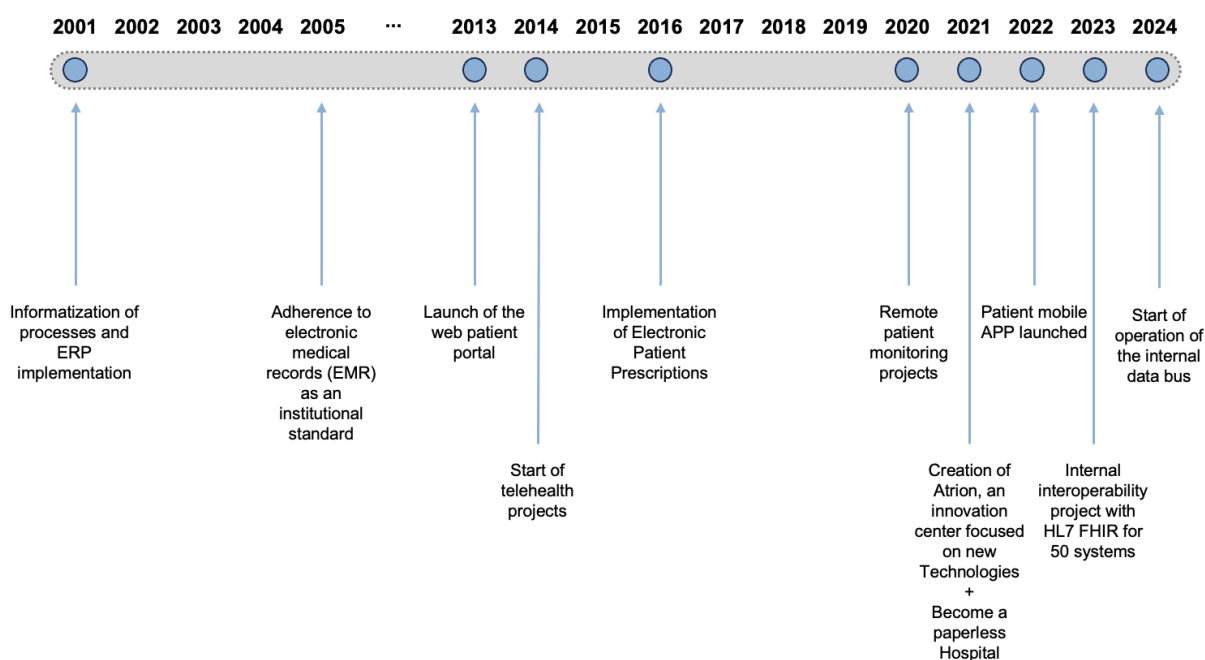 2001 2002 2003 2004 2005 ... 2013 2014 2015 2016 2017 2018 2019 2020 2021 2022 2023 2024
Informatization of
processes and
ERP
implementation
Adherence to
electronic
medical
records (EMR)
as an
institutional
standard
Launch of the
web patient
portal
Start of
telehealth
projects
Implementation
of Electronic
Patient
Prescriptions
Remote
patient
monitoring
projects
Creation of
Atrion, an
innovation
center focused
on new
Technologies
+
Become a
paperless
Hospital
Patient mobile
APP launched
Internal
interoperability
project with
HL7 FHIR for
50 systems
Start of
operation of
the internal
data bus